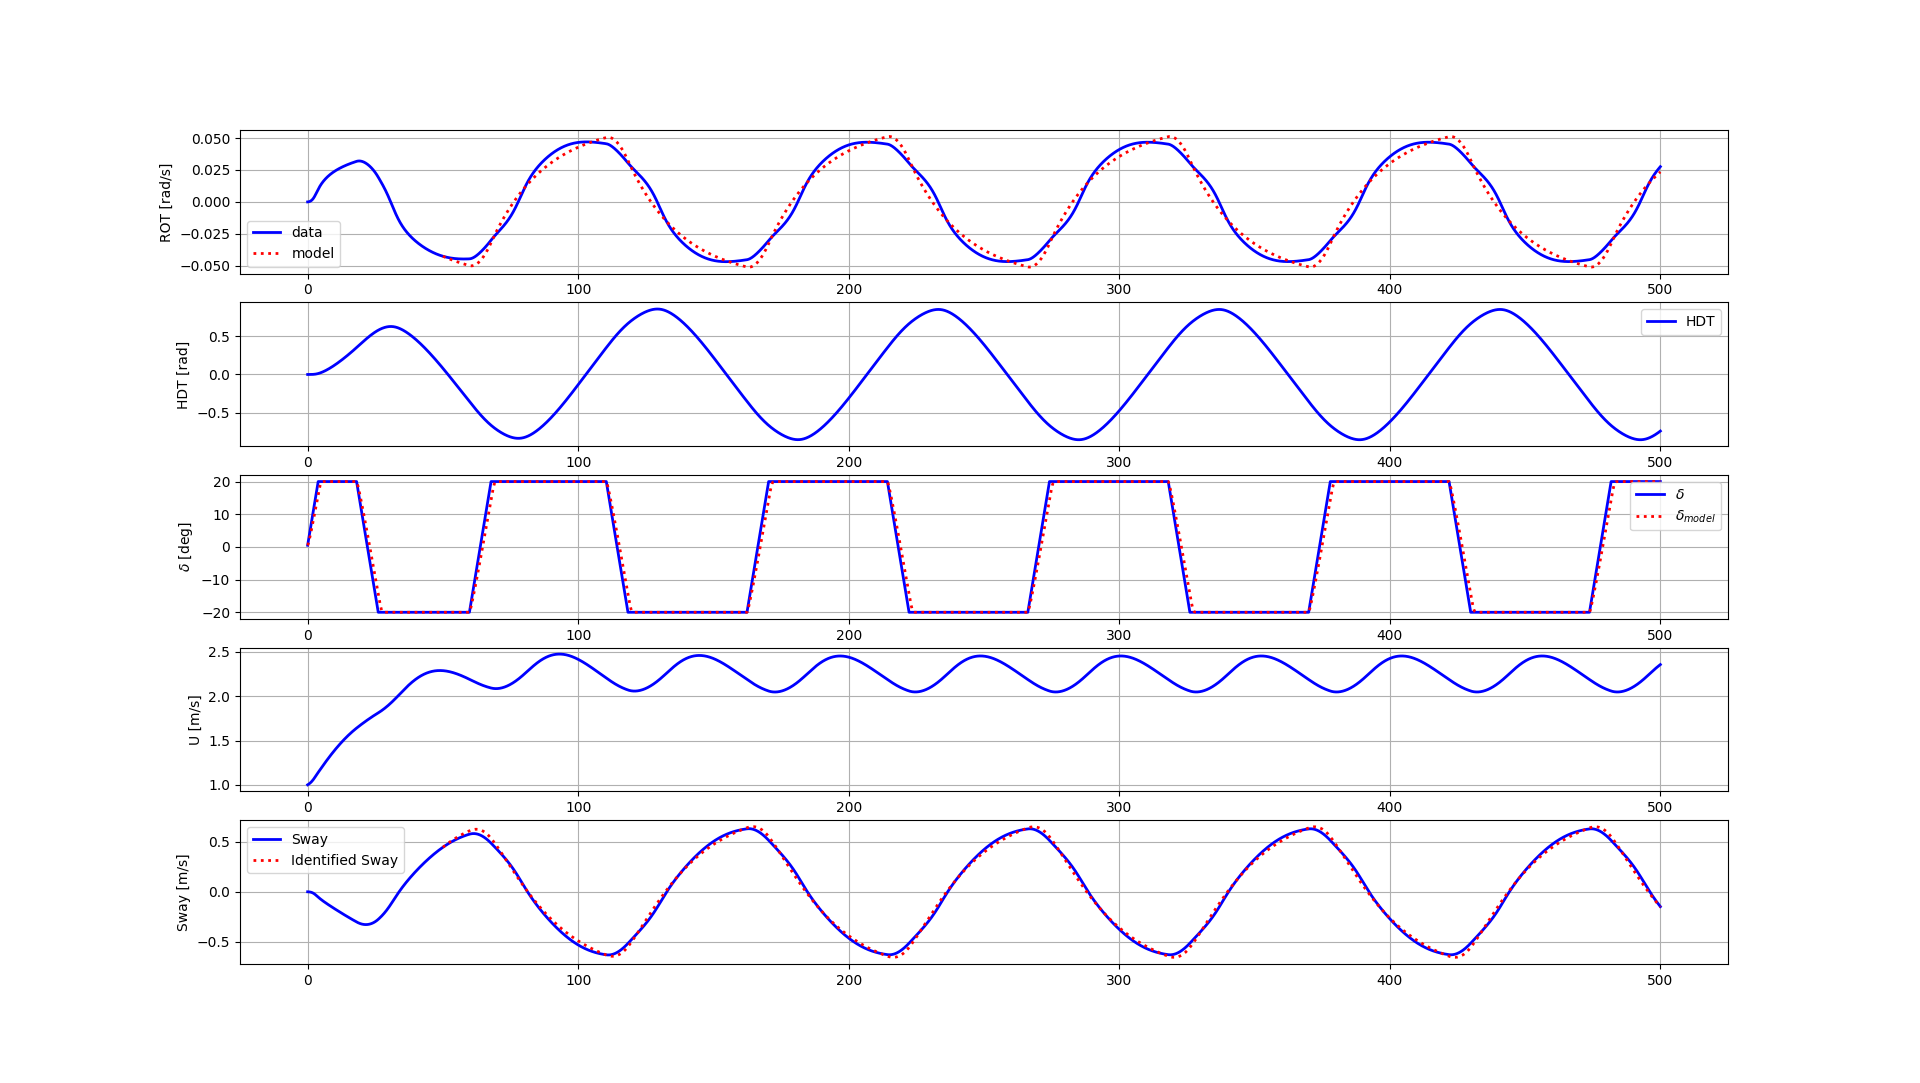 ROT [rad/s]
0.050
0.025
0.000
−0.025
−0.050
data
model
0 100 200 300 400 500
HDT [rad]
0.5
0.0
−0.5
HDT
0 100 200 300 400 500
δ [deg]
20
10
0
−10
−20
δ
δmodel
0 100 200 300 400 500
U [m/s]
2.5
2.0
1.5
1.0
0 100 200 300 400 500
Sway [m/s]
0.5
0.0
−0.5
Sway
Identified Sway
0 100 200 300 400 500